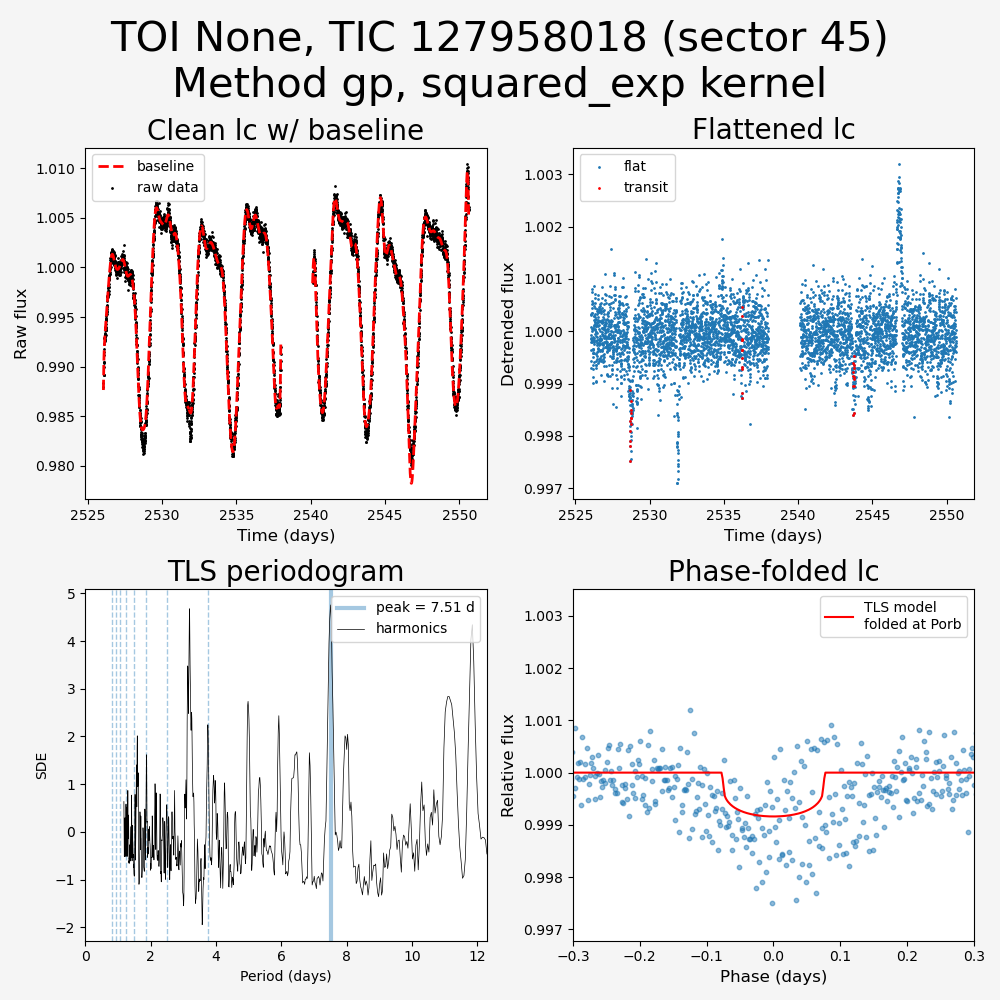 TOI None, TIC 127958018 (sector 45)
Method gp, squared_exp kernel
Clean lc w/ baseline
baseline
raw data
1.010
1.005
1.000
0.995
0.990
0.985
0.980
Raw flux
2525
2530
2535
2540
2545
2550
Time (days)
Flattened lc
flat
transit
1.003
1.002
1.001
1.000
0.999
0.998
0.997
Detrended flux
2525
2530
2535
2540
2545
2550
Time (days)
TLS periodogram
peak = 7.51 d
harmonics
5
4
3
2
1
0
−1
−2
SDE
0
2
4
6
8
10
12
Period (days)
Phase-folded lc
TLS model
folded at Porb
1.003
1.002
1.001
1.000
0.999
0.998
0.997
Relative flux
−0.3
−0.2
−0.1
0.0
0.1
0.2
0.3
Phase (days)